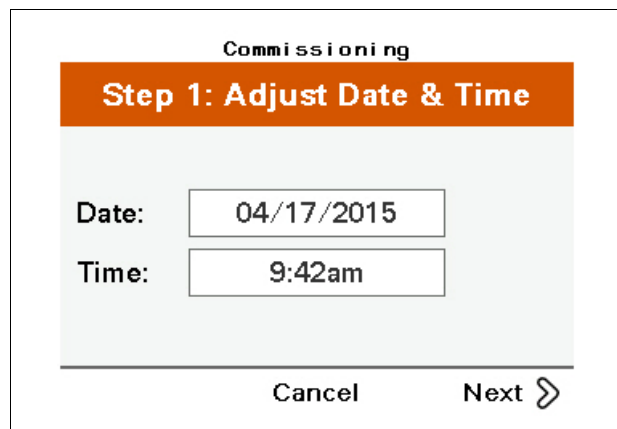 Commissioning
Step 1: Adjust Date & Time
Date: 04/17/2015
Time: 9:42am
Cancel Next